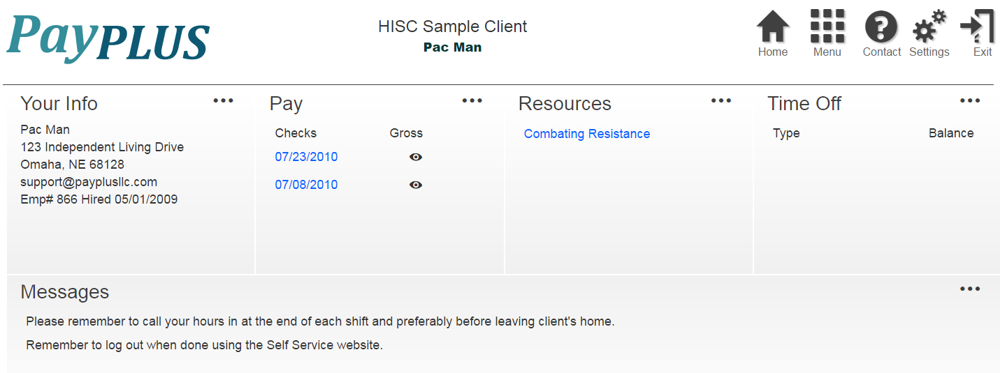 PayPLUS
HISC Sample Client
Pac Man
Home
Menu
Contact
Settings
Exit
Your Info
Pac Man
123 Independent Living Drive
Omaha, NE 68128
support@payplusllc.com
Emp# 866 Hired 05/01/2009
Pay
Checks Gross
07/23/2010
07/08/2010
Resources
Combating Resistance
Time Off
Type Balance
Messages
Please remember to call your hours in at the end of each shift and preferably before leaving client's home.
Remember to log out when done using the Self Service website.